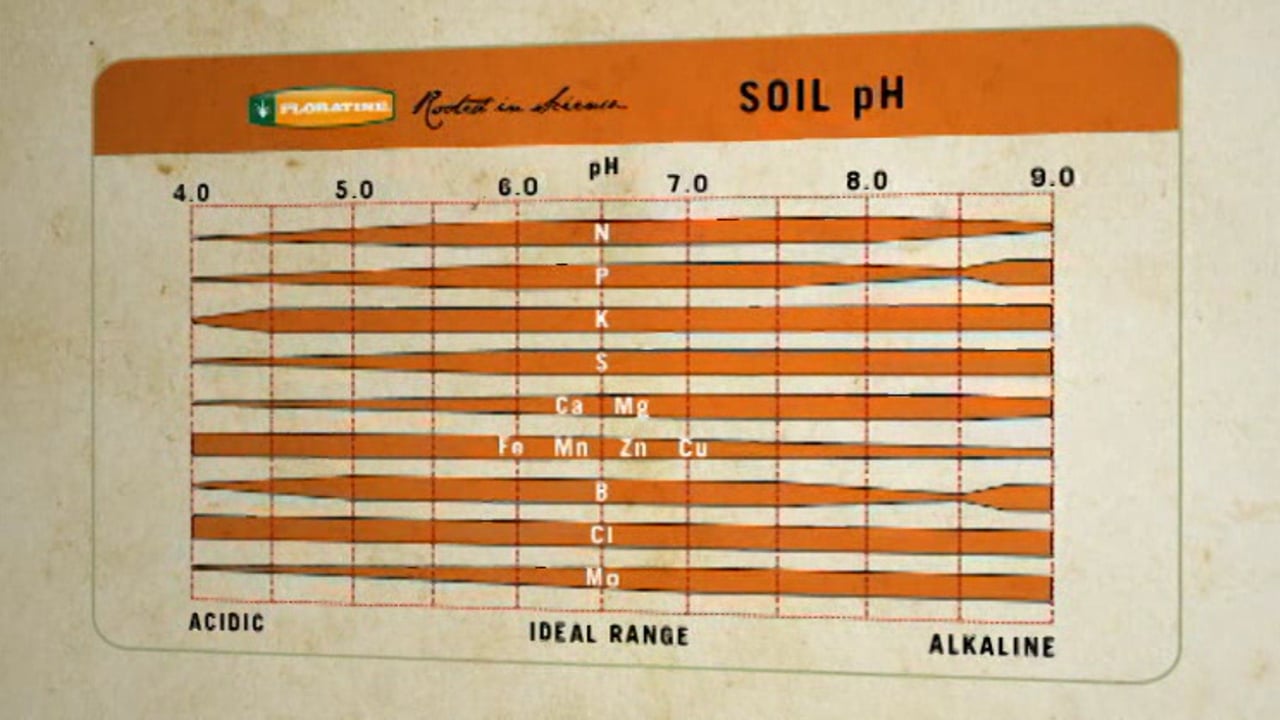 FLORATINE Rooted in Science SOIL pH
pH
4.0 5.0 6.0 7.0 8.0 9.0
N
P
K
S
Ca Mg
Fe Mn Zn Cu
B
Cl
Mo
ACIDIC IDEAL RANGE ALKALINE